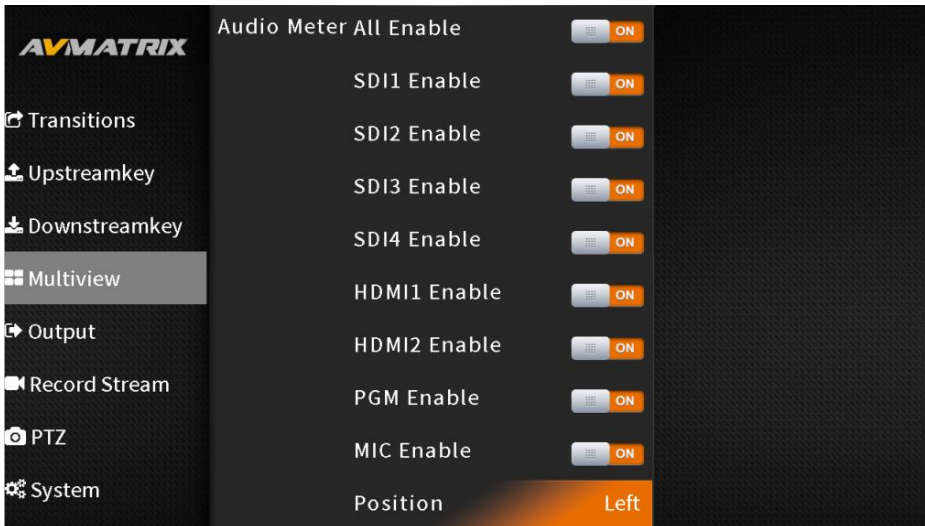 AVMATRIX
Transitions
Upstreamkey
Downstreamkey
Multiview
Output
Record Stream
PTZ
System
Audio Meter All Enable ON
SDI1 Enable ON
SDI2 Enable ON
SDI3 Enable ON
SDI4 Enable ON
HDMI1 Enable ON
HDMI2 Enable ON
PGM Enable ON
MIC Enable ON
Position Left